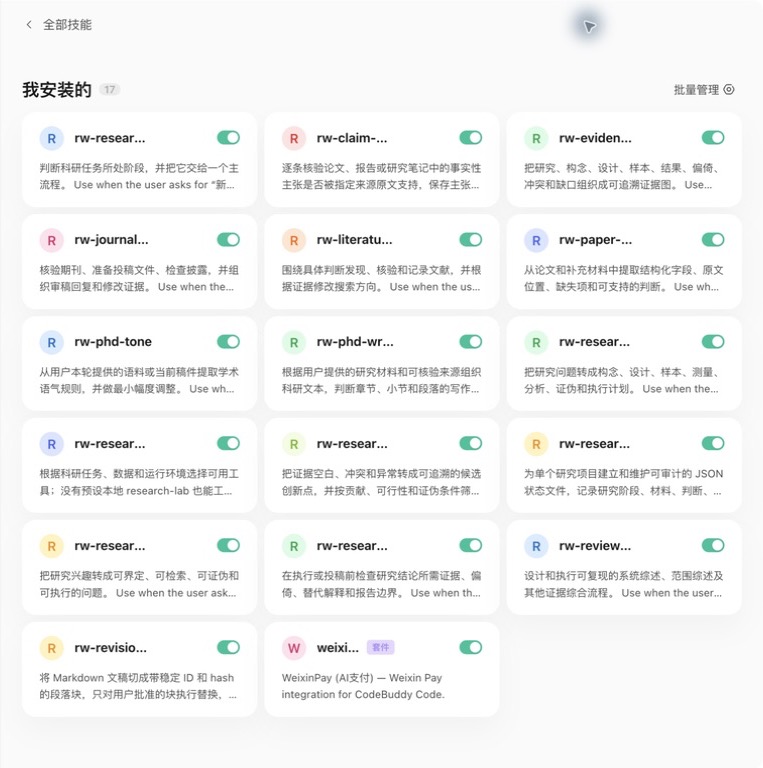 全部技能
我安装的 17
批量管理
R rw-resear...
判断科研任务所处阶段，并把它交给一个主
流程。 Use when the user asks for “新...
R rw-claim-...
逐条核验论文、报告或研究笔记中的事实性
主张是否被指定来源原文支持，保存主张...
R rw-eviden...
把研究、构念、设计、样本、结果、偏倚、
冲突和缺口组织成可追溯证据图。 Use...
R rw-journal...
核验期刊、准备投稿文件、检查披露，并组
织审稿回复和修改证据。 Use when the...
R rw-literatu...
围绕具体判断发现、核验和记录文献，并根
据证据修改搜索方向。 Use when the us...
R rw-paper-...
从论文和补充材料中提取结构化字段、原文
位置、缺失项和可支持的判断。 Use wh...
R rw-phd-tone
从用户本轮提供的语料或当前稿件提取学术
语气规则，并做最小幅度调整。 Use wh...
R rw-phd-wr...
根据用户提供的研究材料和可核验来源组织
科研文本，判断章节、小节和段落的写作...
R rw-resear...
把研究问题转成构念、设计、样本、测量、
分析、证伪和执行计划。 Use when the...
R rw-resear...
根据科研任务、数据和运行环境选择可用工
具；没有预设本地 research-lab 也能工...
R rw-resear...
把证据空白、冲突和异常转成可追溯的候选
创新点，并按贡献、可行性和证伪条件筛...
R rw-resear...
为单个研究项目建立和维护可审计的 JSON
状态文件，记录研究阶段、材料、判断、...
R rw-resear...
把研究兴趣转成可界定、可检索、可证伪和
可执行的问题。 Use when the user ask...
R rw-resear...
在执行或投稿前检查研究结论所需证据、偏
倚、替代解释和报告边界。 Use when th...
R rw-review...
设计和执行可复现的系统综述、范围综述及
其他证据综合流程。 Use when the user...
R rw-revisio...
将 Markdown 文稿切成带稳定 ID 和 hash
的段落块，只对用户批准的块执行替换，...
W weixi... 套件
WeixinPay (AI支付) — Weixin Pay
integration for CodeBuddy Code.